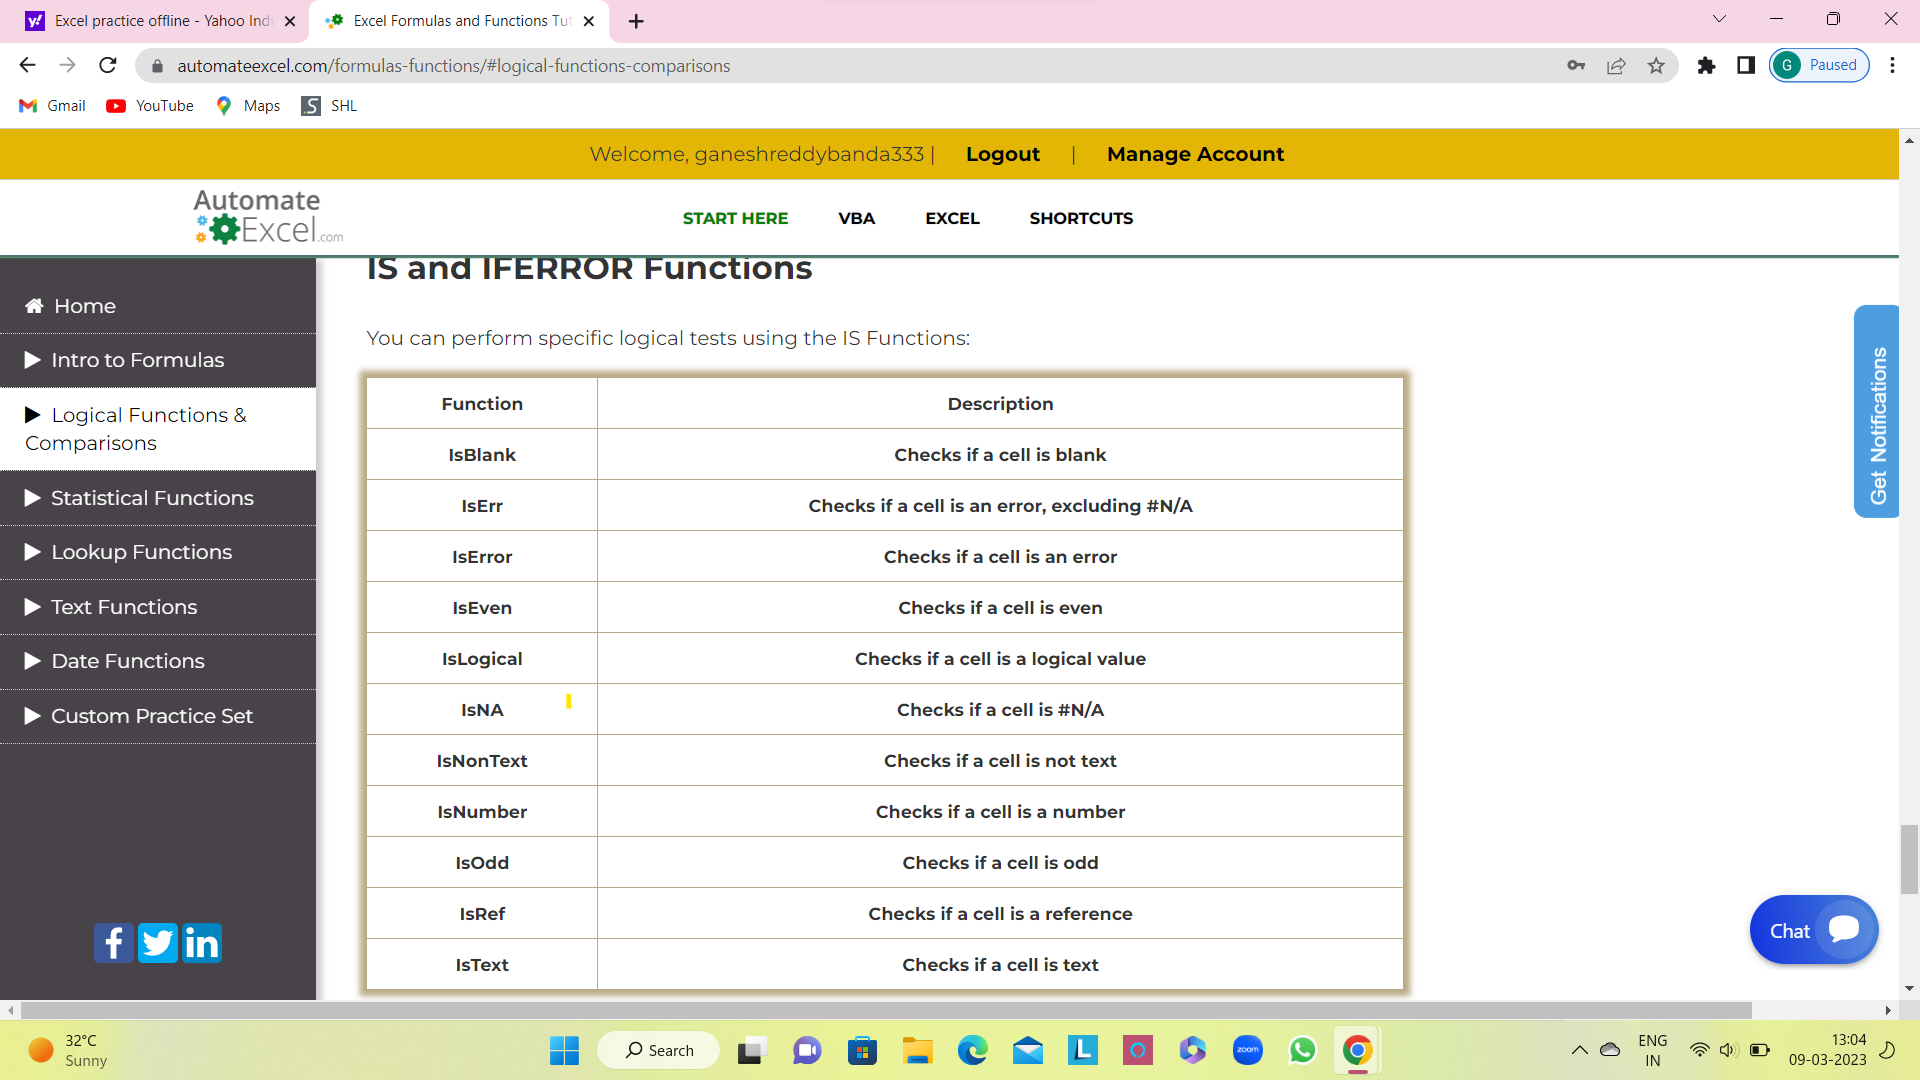 Excel practice offline - Yahoo Indi
Excel Formulas and Functions Tut
automateexcel.com/formulas-functions/#logical-functions-comparisons
G Paused
Gmail YouTube Maps SHL
Welcome, ganeshreddybanda333 | Logout | Manage Account
Automate
Excel.com
START HERE VBA EXCEL SHORTCUTS
Home
Intro to Formulas
Logical Functions &
Comparisons
Statistical Functions
Lookup Functions
Text Functions
Date Functions
Custom Practice Set
IS and IFERROR Functions
You can perform specific logical tests using the IS Functions:
Function Description
IsBlank Checks if a cell is blank
IsErr Checks if a cell is an error, excluding #N/A
IsError Checks if a cell is an error
IsEven Checks if a cell is even
IsLogical Checks if a cell is a logical value
IsNA Checks if a cell is #N/A
IsNonText Checks if a cell is not text
IsNumber Checks if a cell is a number
IsOdd Checks if a cell is odd
IsRef Checks if a cell is a reference
IsText Checks if a cell is text
Get Notifications
Chat
32°C
Sunny
Search
zoom
ENG
IN
13:04
09-03-2023